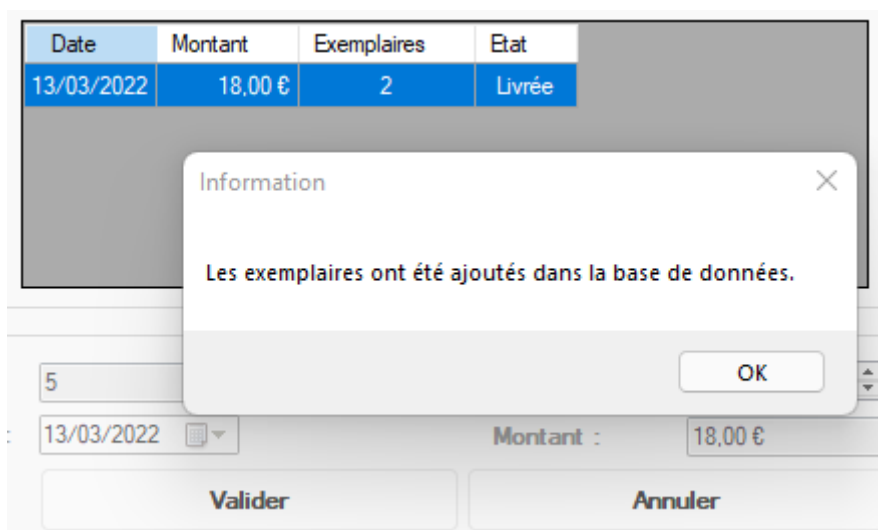 Date Montant Exemplaires Etat
13/03/2022 18,00 € 2 Livrée
Information
Les exemplaires ont été ajoutés dans la base de données.
OK
5
: 13/03/2022 Montant : 18,00 €
Valider Annuler